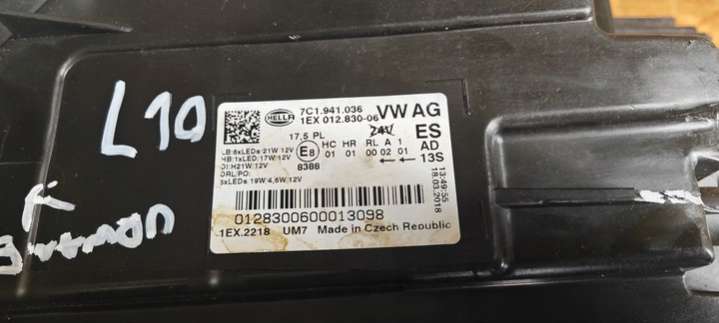 L10
HELLA
7C1.941.036
1EX 012.830-06
VW AG
17,5 PL
24V
ES
LB:6xLEDs:21W:12V
HB:1xLED:17W:12V
DI:H21W:12V
DRL/PO:
5xLEDs:19W/4,6W:12V
E8
8388
HC HR RL A 1
01 01 00 02 01
AD
13S
13:49:55
18.03.2018
0128300600013098
1EX.2218 UM7 Made in Czech Republic